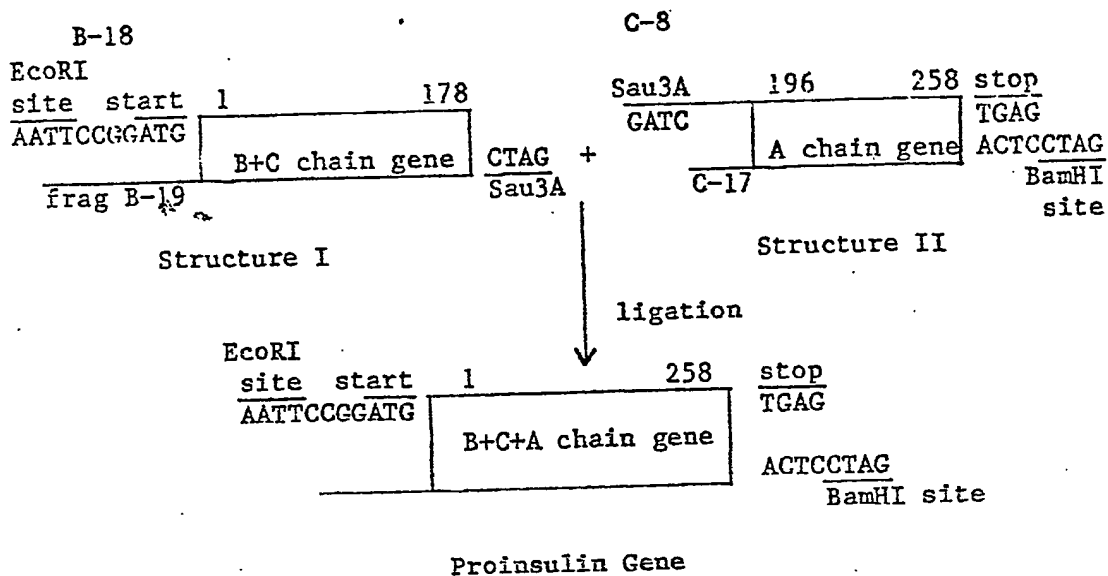 B-18
EcoRI
site start 1 178
AATTCCGGATG
B+C chain gene
CTAG
Sau3A
frag B-19
Structure I
+
C-8
Sau3A
GATC
196 258 stop
TGAG
A chain gene
ACTCCTAG
C-17
BamHI
site
Structure II
ligation
EcoRI
site start 1 258 stop
AATTCCGGATG
TGAG
B+C+A chain gene
ACTCCTAG
BamHI site
Proinsulin Gene